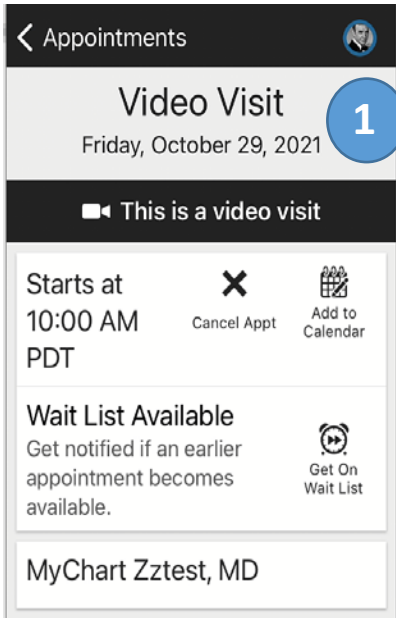 Appointments
Video Visit
Friday, October 29, 2021
1
This is a video visit
Starts at
10:00 AM
PDT
Cancel Appt
Add to
Calendar
Wait List Available
Get notified if an earlier
appointment becomes
available.
Get On
Wait List
MyChart Zztest, MD